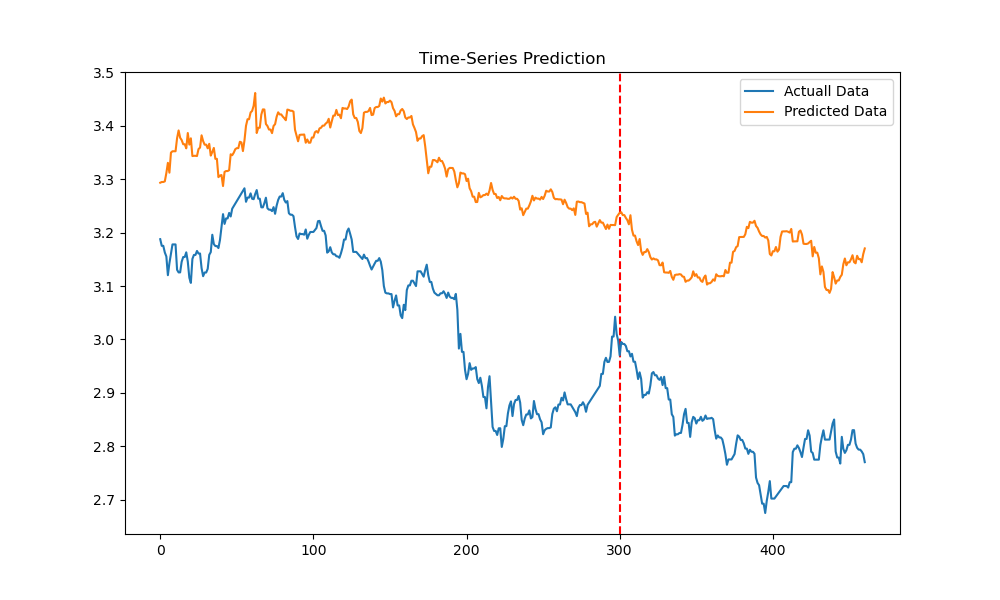 Time-Series Prediction
Actuall Data
Predicted Data
3.5
3.4
3.3
3.2
3.1
3.0
2.9
2.8
2.7
0 100 200 300 400